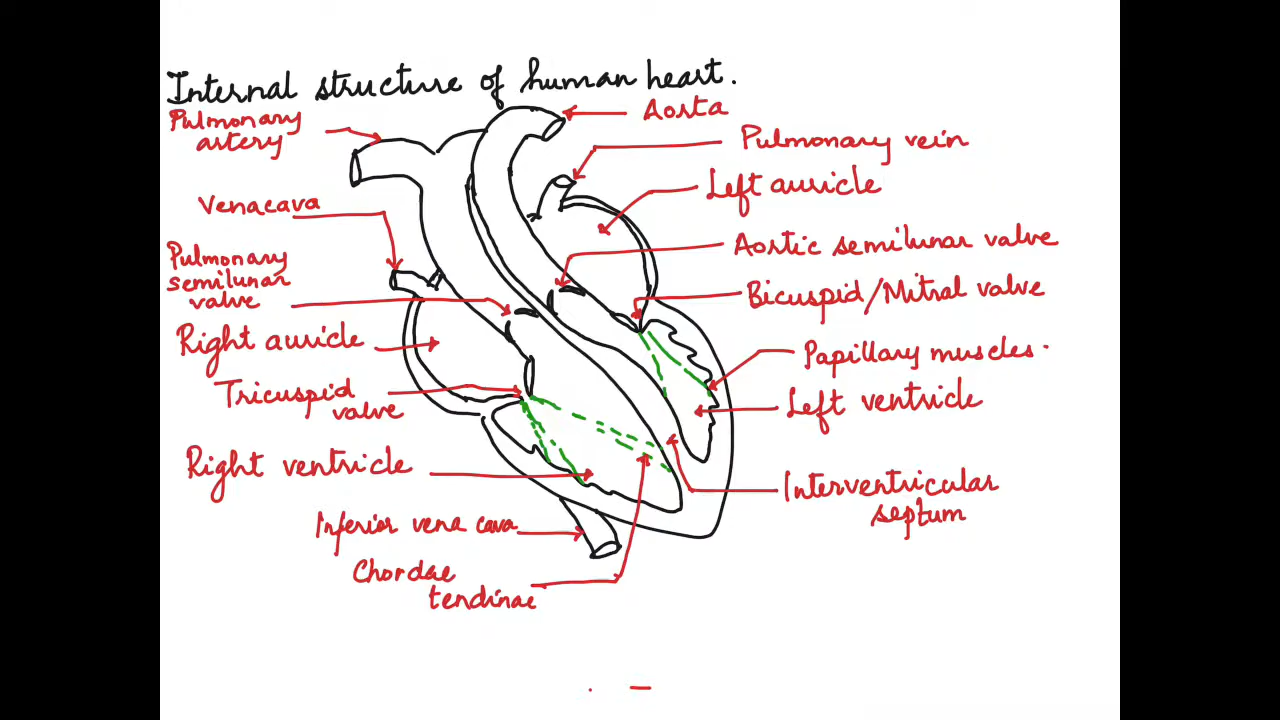 Internal structure of human heart.
Pulmonary
artery
Aorta
Pulmonary vein
Left auricle
Venacava
Aortic semilunar valve
Pulmonary
semilunar
valve
Bicuspid/Mitral valve
Right auricle
Papillary muscles.
Tricuspid
valve
Left ventricle
Right ventricle
Interventricular
septum
Inferior vena cava
Chordae
tendinae